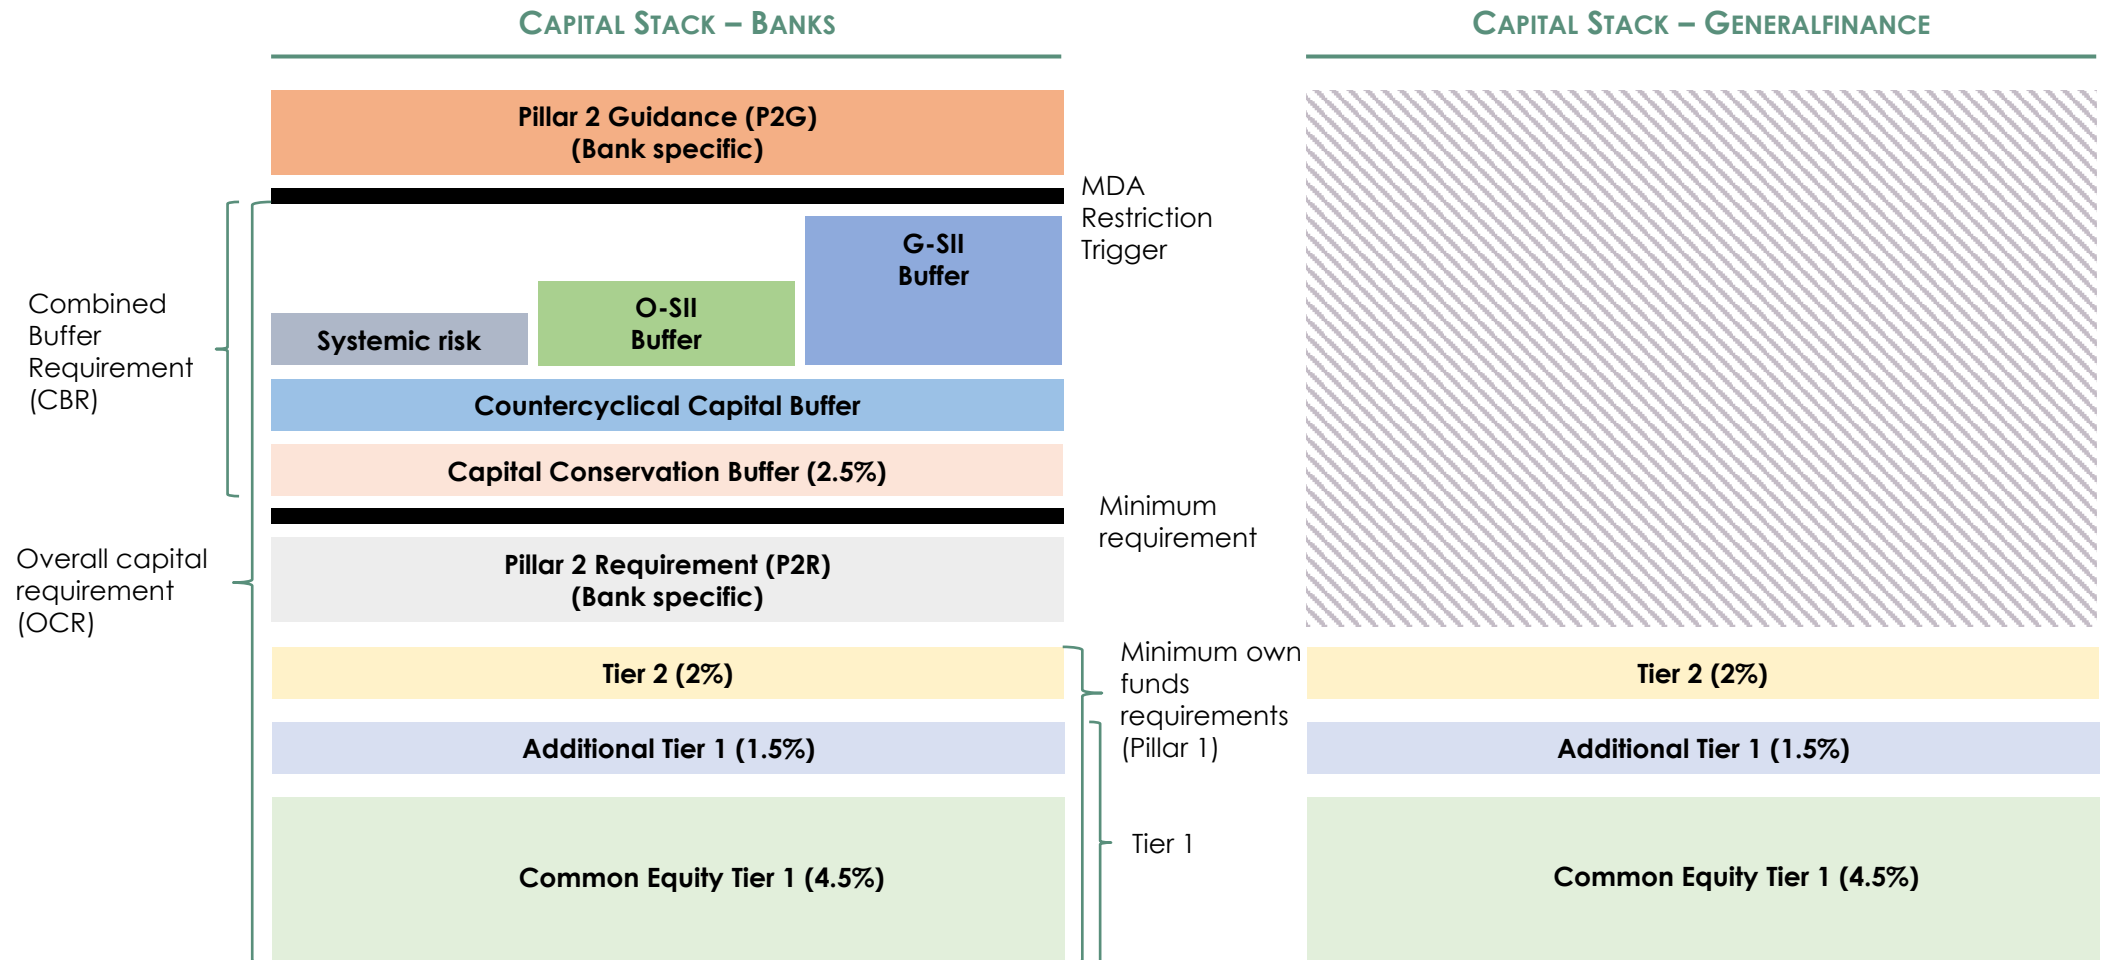 CAPITAL STACK – BANKS
CAPITAL STACK – GENERALFINANCE
Pillar 2 Guidance (P2G)
(Bank specific)
MDA
Restriction
Trigger
G-SII
Buffer
O-SII
Buffer
Systemic risk
Combined
Buffer
Requirement
(CBR)
Countercyclical Capital Buffer
Capital Conservation Buffer (2.5%)
Minimum
requirement
Overall capital
requirement
(OCR)
Pillar 2 Requirement (P2R)
(Bank specific)
Tier 2 (2%)
Minimum own
funds
requirements
(Pillar 1)
Tier 2 (2%)
Additional Tier 1 (1.5%)
Additional Tier 1 (1.5%)
Tier 1
Common Equity Tier 1 (4.5%)
Common Equity Tier 1 (4.5%)